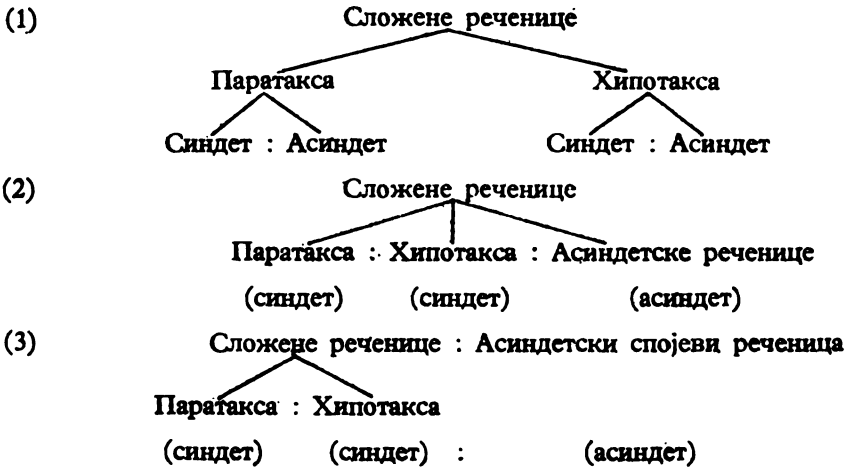 (1) Сложене реченице
Паратакса Хипотакса
Синдет : Асиндет Синдет : Асиндет
(2) Сложене реченице
Паратакса : Хипотакса : Асиндетске реченице
(синдет) (синдет) (асиндет)
(3) Сложене реченице : Асиндетски спојеви реченица
Паратакса : Хипотакса
(синдет) (синдет) : (асиндет)